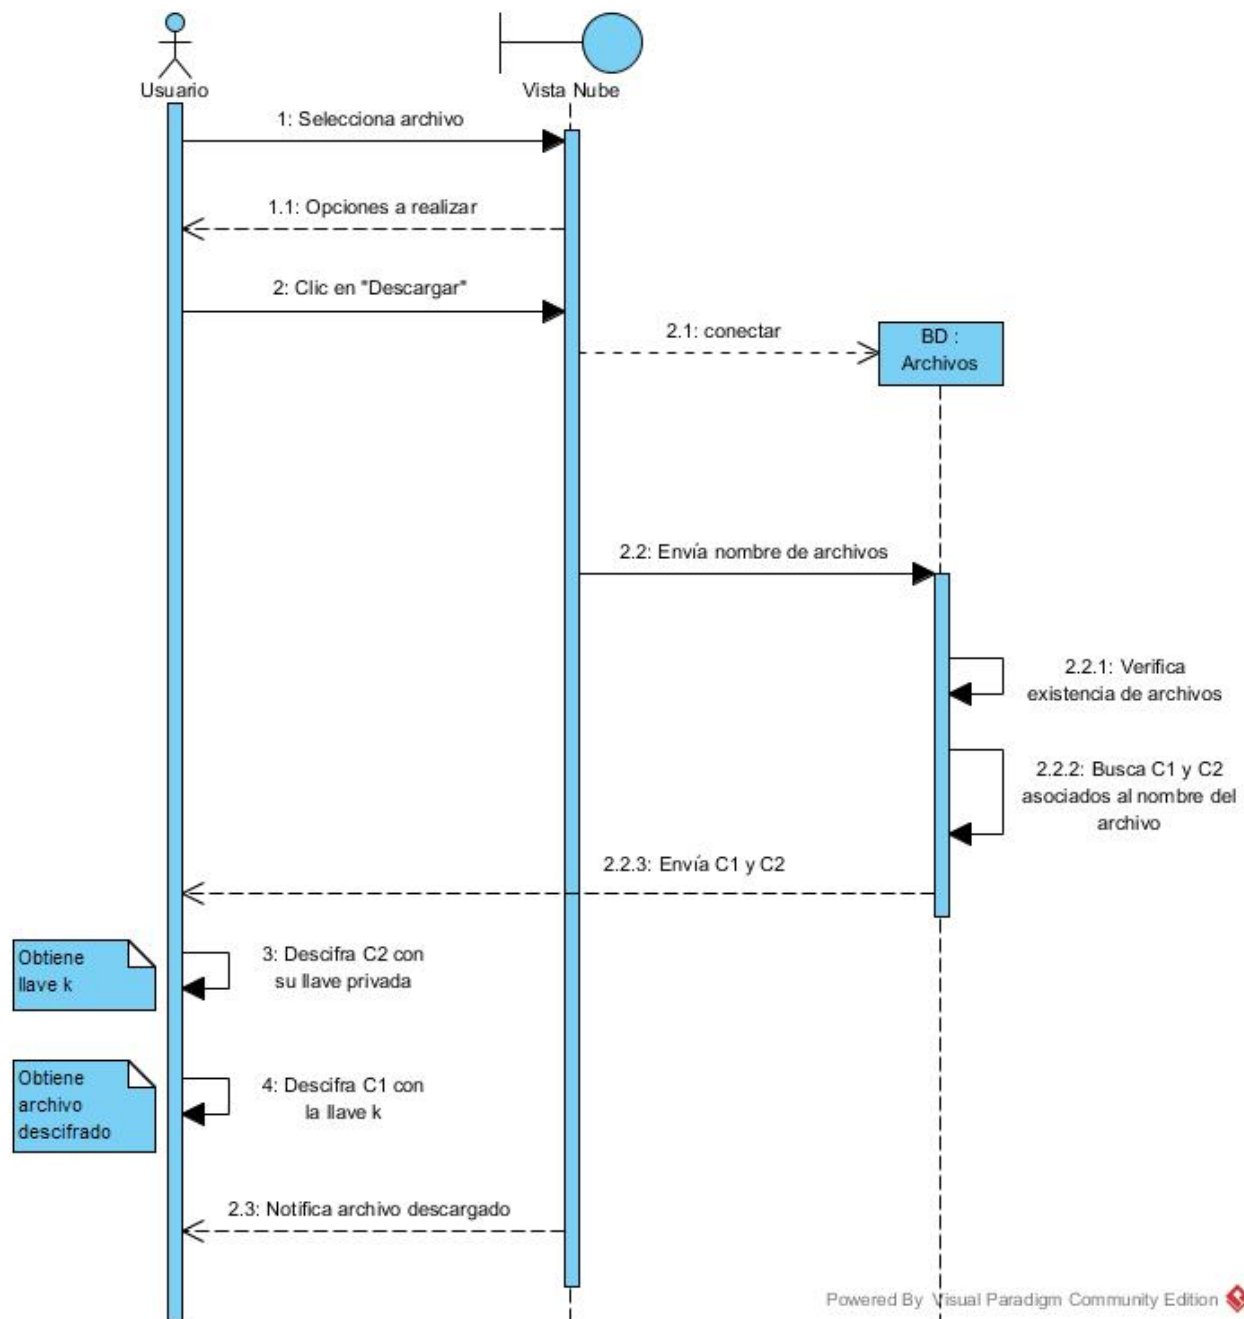 Usuario
Vista Nube
1: Selecciona archivo
1.1: Opciones a realizar
2: Clic en "Descargar"
2.1: conectar
BD :
Archivos
2.2: Envía nombre de archivos
2.2.1: Verifica
existencia de archivos
2.2.2: Busca C1 y C2
asociados al nombre del
archivo
2.2.3: Envía C1 y C2
Obtiene
llave k
3: Descifra C2 con
su llave privada
Obtiene
archivo
descifrado
4: Descifra C1 con
la llave k
2.3: Notifica archivo descargado
Powered By Visual Paradigm Community Edition